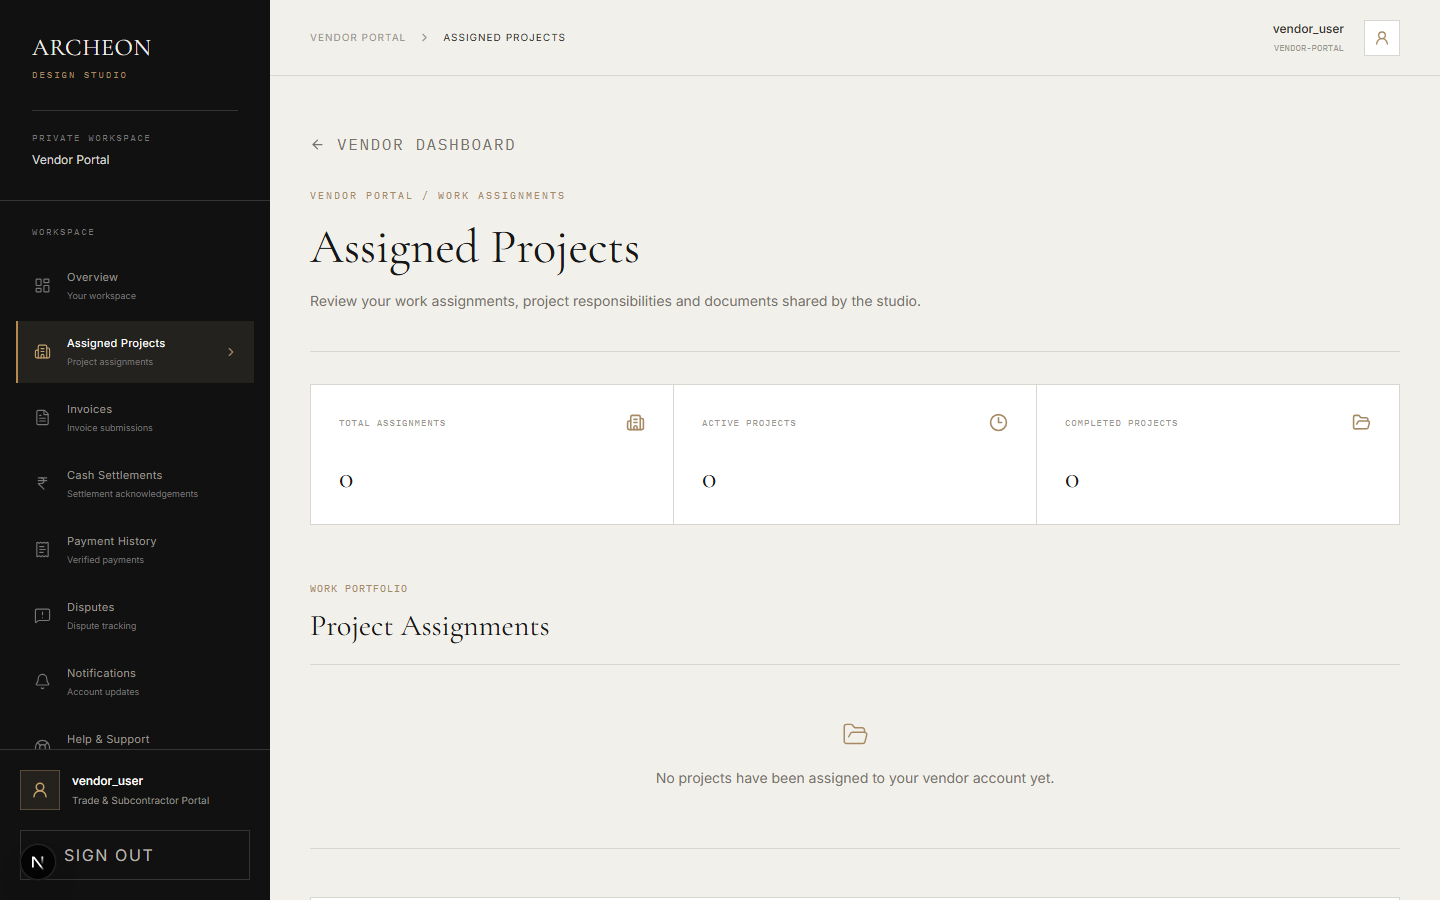 ARCHEON
DESIGN STUDIO
PRIVATE WORKSPACE
Vendor Portal
WORKSPACE
Overview
Your workspace
Assigned Projects
Project assignments
Invoices
Invoice submissions
Cash Settlements
Settlement acknowledgements
Payment History
Verified payments
Disputes
Dispute tracking
Notifications
Account updates
Help & Support
vendor_user
Trade & Subcontractor Portal
N
SIGN OUT
VENDOR PORTAL > ASSIGNED PROJECTS
vendor_user
VENDOR-PORTAL
← VENDOR DASHBOARD
VENDOR PORTAL / WORK ASSIGNMENTS
Assigned Projects
Review your work assignments, project responsibilities and documents shared by the studio.
TOTAL ASSIGNMENTS
0
ACTIVE PROJECTS
0
COMPLETED PROJECTS
0
WORK PORTFOLIO
Project Assignments
No projects have been assigned to your vendor account yet.